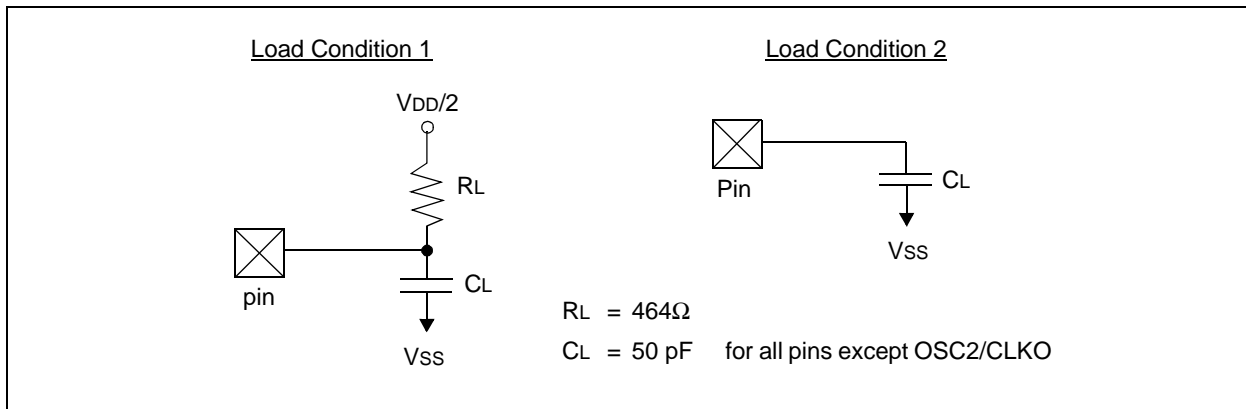 Load Condition 1
VDD/2
RL
pin
CL
VSS
Load Condition 2
Pin
CL
VSS
RL = 464Ω
CL = 50 pF for all pins except OSC2/CLKO